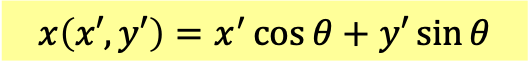 x(x′, y′) = x′ cos θ + y′ sin θ